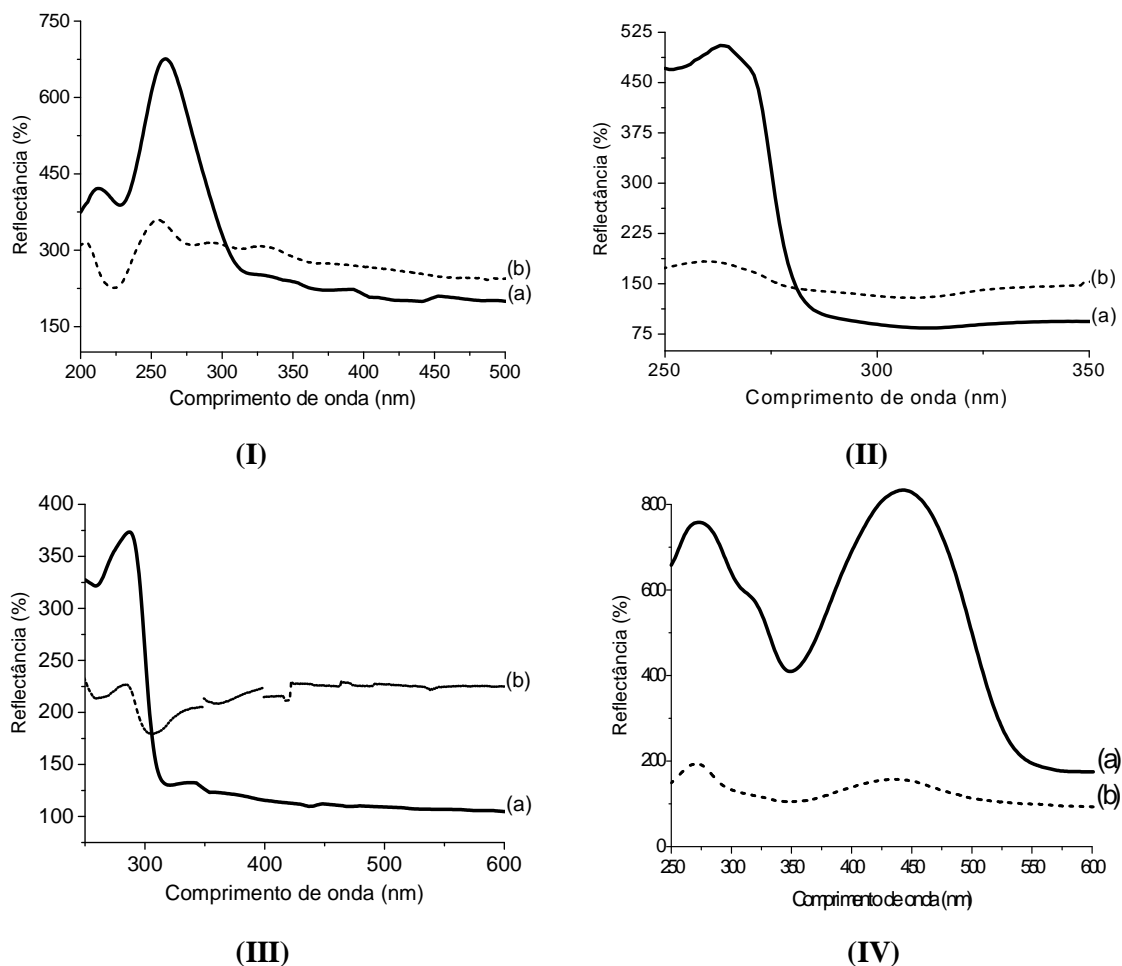 750
600
450
300
150
Reflectância (%)
200 250 300 350 400 450 500
Comprimento de onda (nm)
(b)
(a)
(I)
525
450
375
300
225
150
75
Reflectância (%)
250 300 350
Comprimento de onda (nm)
(b)
(a)
(II)
400
350
300
250
200
150
100
Reflectância (%)
300 400 500 600
Comprimento de onda (nm)
(b)
(a)
(III)
800
600
400
200
0
Reflectância (%)
250 300 350 400 450 500 550 600
Comprimento de onda (nm)
(a)
(b)
(IV)